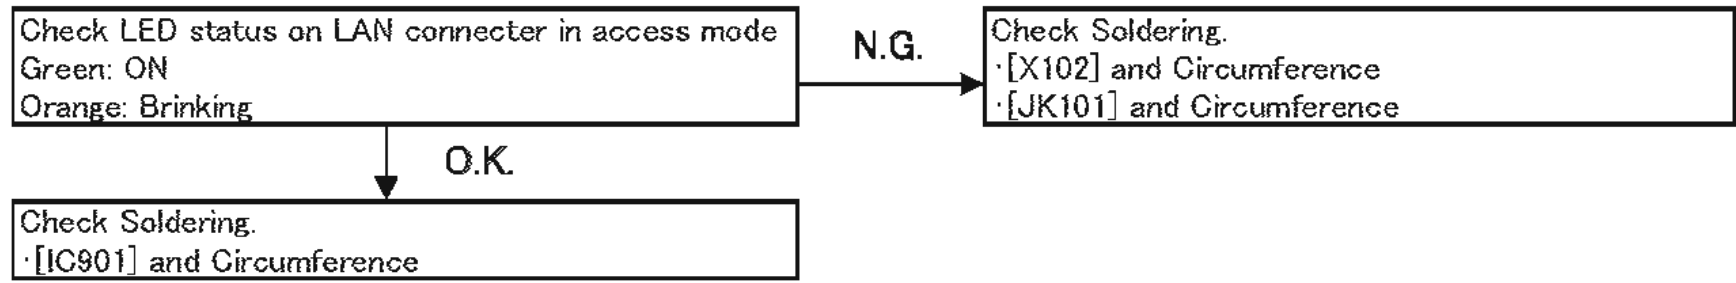 Check LED status on LAN connecter in access mode
Green: ON
Orange: Brinking
N.G.
Check Soldering.
·[X102] and Circumference
·[JK101] and Circumference
O.K.
Check Soldering.
·[IC901] and Circumference